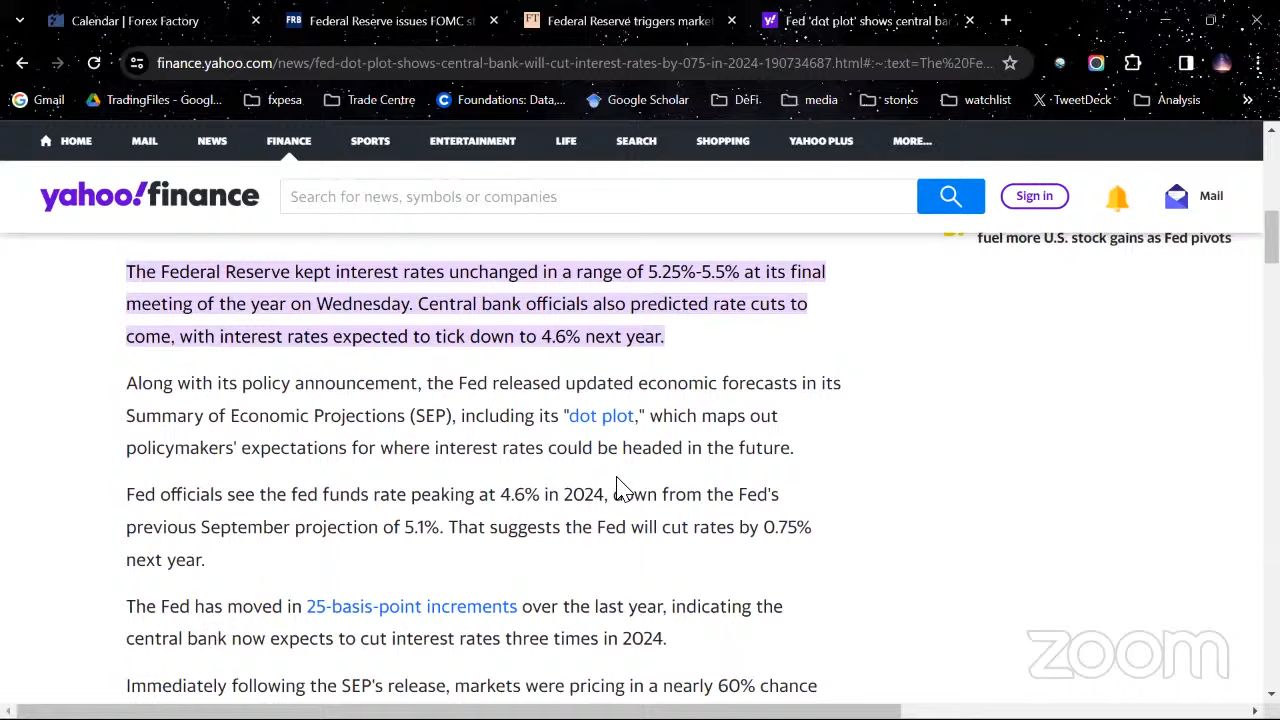 Calendar | Forex Factory
FRB Federal Reserve issues FOMC st
FT Federal Reserve triggers market
y! Fed 'dot plot' shows central ban
finance.yahoo.com/news/fed-dot-plot-shows-central-bank-will-cut-interest-rates-by-075-in-2024-190734687.html#:~:text=The%20Fe...
Gmail TradingFiles - Googl... fxpesa Trade Centre Foundations: Data,... Google Scholar DeFi media stonks watchlist TweetDeck Analysis
HOME MAIL NEWS FINANCE SPORTS ENTERTAINMENT LIFE SEARCH SHOPPING YAHOO PLUS MORE...
yahoo!finance Search for news, symbols or companies Sign in Mail
fuel more U.S. stock gains as Fed pivots
The Federal Reserve kept interest rates unchanged in a range of 5.25%-5.5% at its final
meeting of the year on Wednesday. Central bank officials also predicted rate cuts to
come, with interest rates expected to tick down to 4.6% next year.
Along with its policy announcement, the Fed released updated economic forecasts in its
Summary of Economic Projections (SEP), including its "dot plot," which maps out
policymakers' expectations for where interest rates could be headed in the future.
Fed officials see the fed funds rate peaking at 4.6% in 2024, down from the Fed's
previous September projection of 5.1%. That suggests the Fed will cut rates by 0.75%
next year.
The Fed has moved in 25-basis-point increments over the last year, indicating the
central bank now expects to cut interest rates three times in 2024.
Immediately following the SEP's release, markets were pricing in a nearly 60% chance
zoom